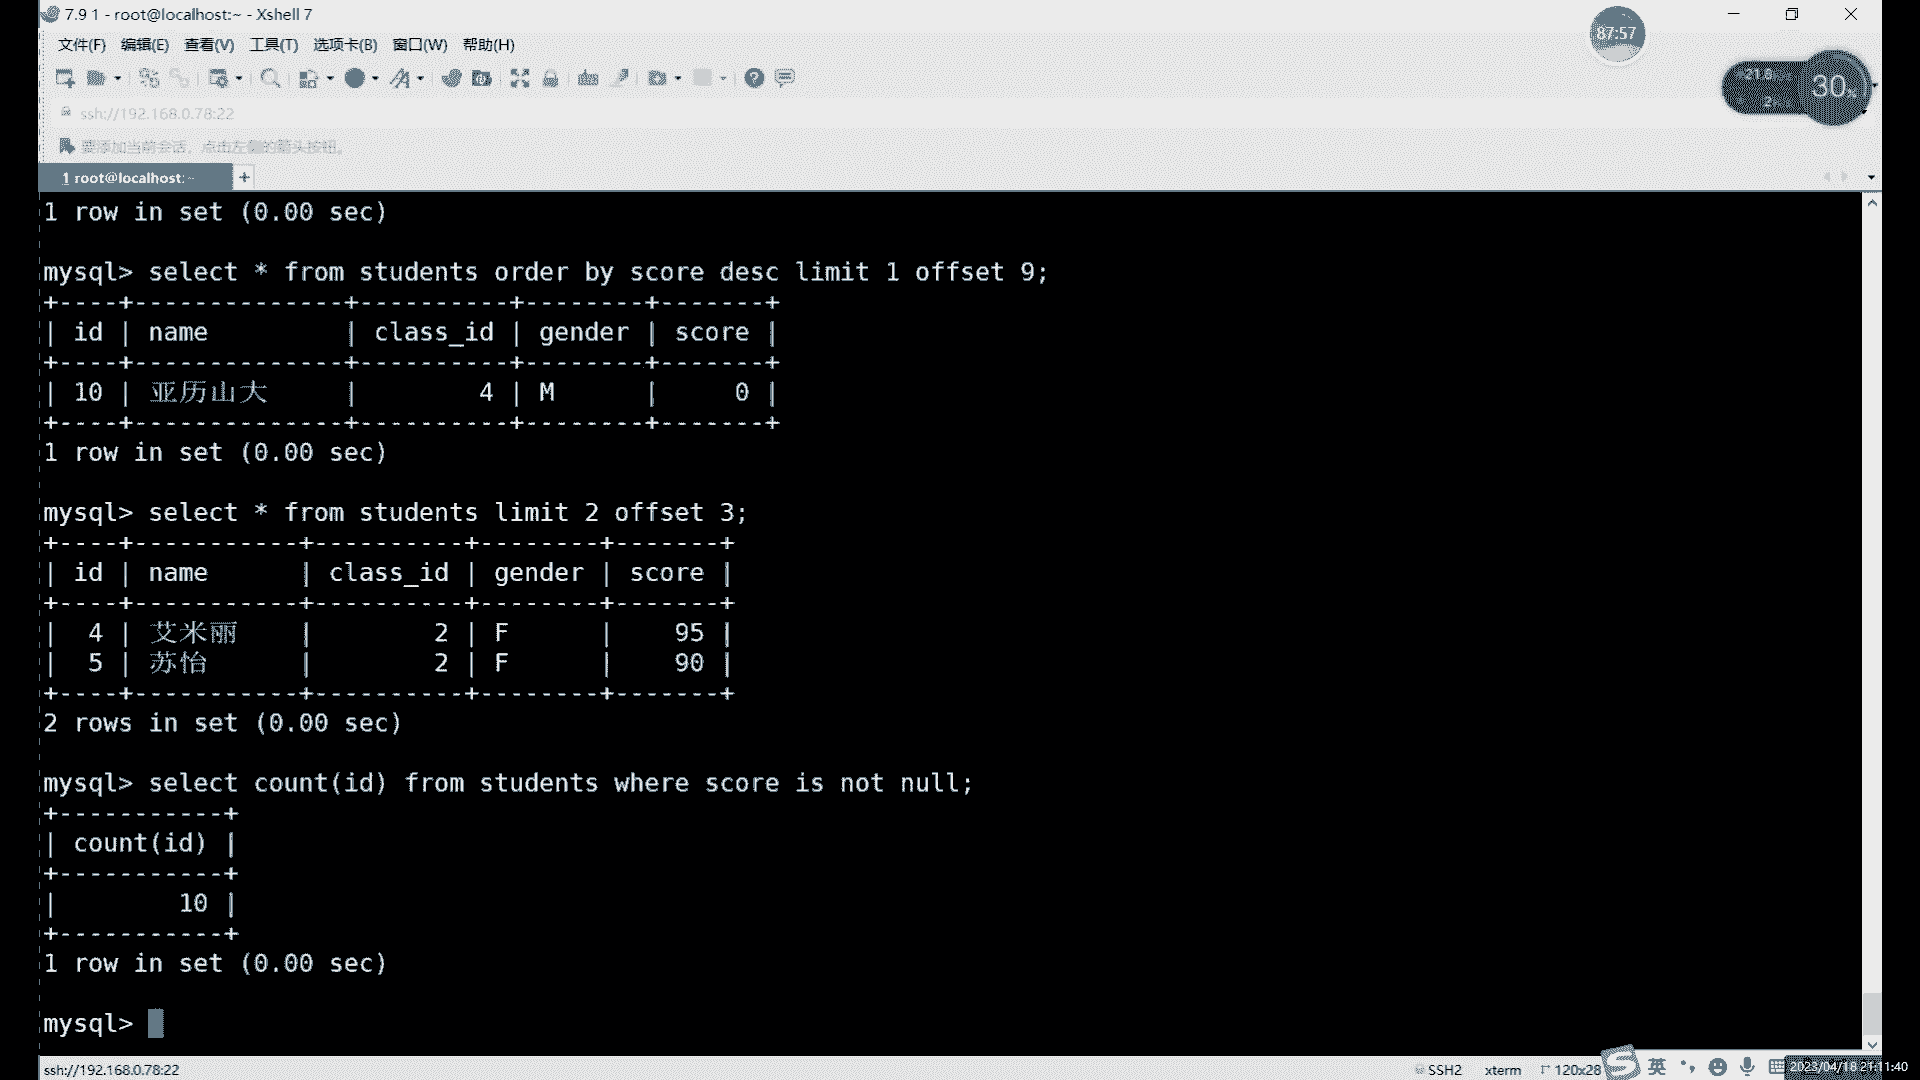 7.9 1 - root@localhost:~ - Xshell 7
87:57
文件(F) 编辑(E) 查看(V) 工具(T) 选项卡(B) 窗口(W) 帮助(H)
30%
ssh://192.168.0.78:22
要添加当前会话，点击左侧的箭头按钮。
1 root@localhost:~ +
1 row in set (0.00 sec)
mysql> select * from students order by score desc limit 1 offset 9;
+----+--------------+----------+--------+-------+
| id | name         | class_id | gender | score |
+----+--------------+----------+--------+-------+
| 10 | 亚历山大     |        4 | M      |     0 |
+----+--------------+----------+--------+-------+
1 row in set (0.00 sec)
mysql> select * from students limit 2 offset 3;
+----+-----------+----------+--------+-------+
| id | name      | class_id | gender | score |
+----+-----------+----------+--------+-------+
|  4 | 艾米丽    |        2 | F      |    95 |
|  5 | 苏怡      |        2 | F      |    90 |
+----+-----------+----------+--------+-------+
2 rows in set (0.00 sec)
mysql> select count(id) from students where score is not null;
+-----------+
| count(id) |
+-----------+
|        10 |
+-----------+
1 row in set (0.00 sec)
mysql>
ssh://192.168.0.78:22 SSH2 xterm 120x28 英 2023/04/18 21:11:40